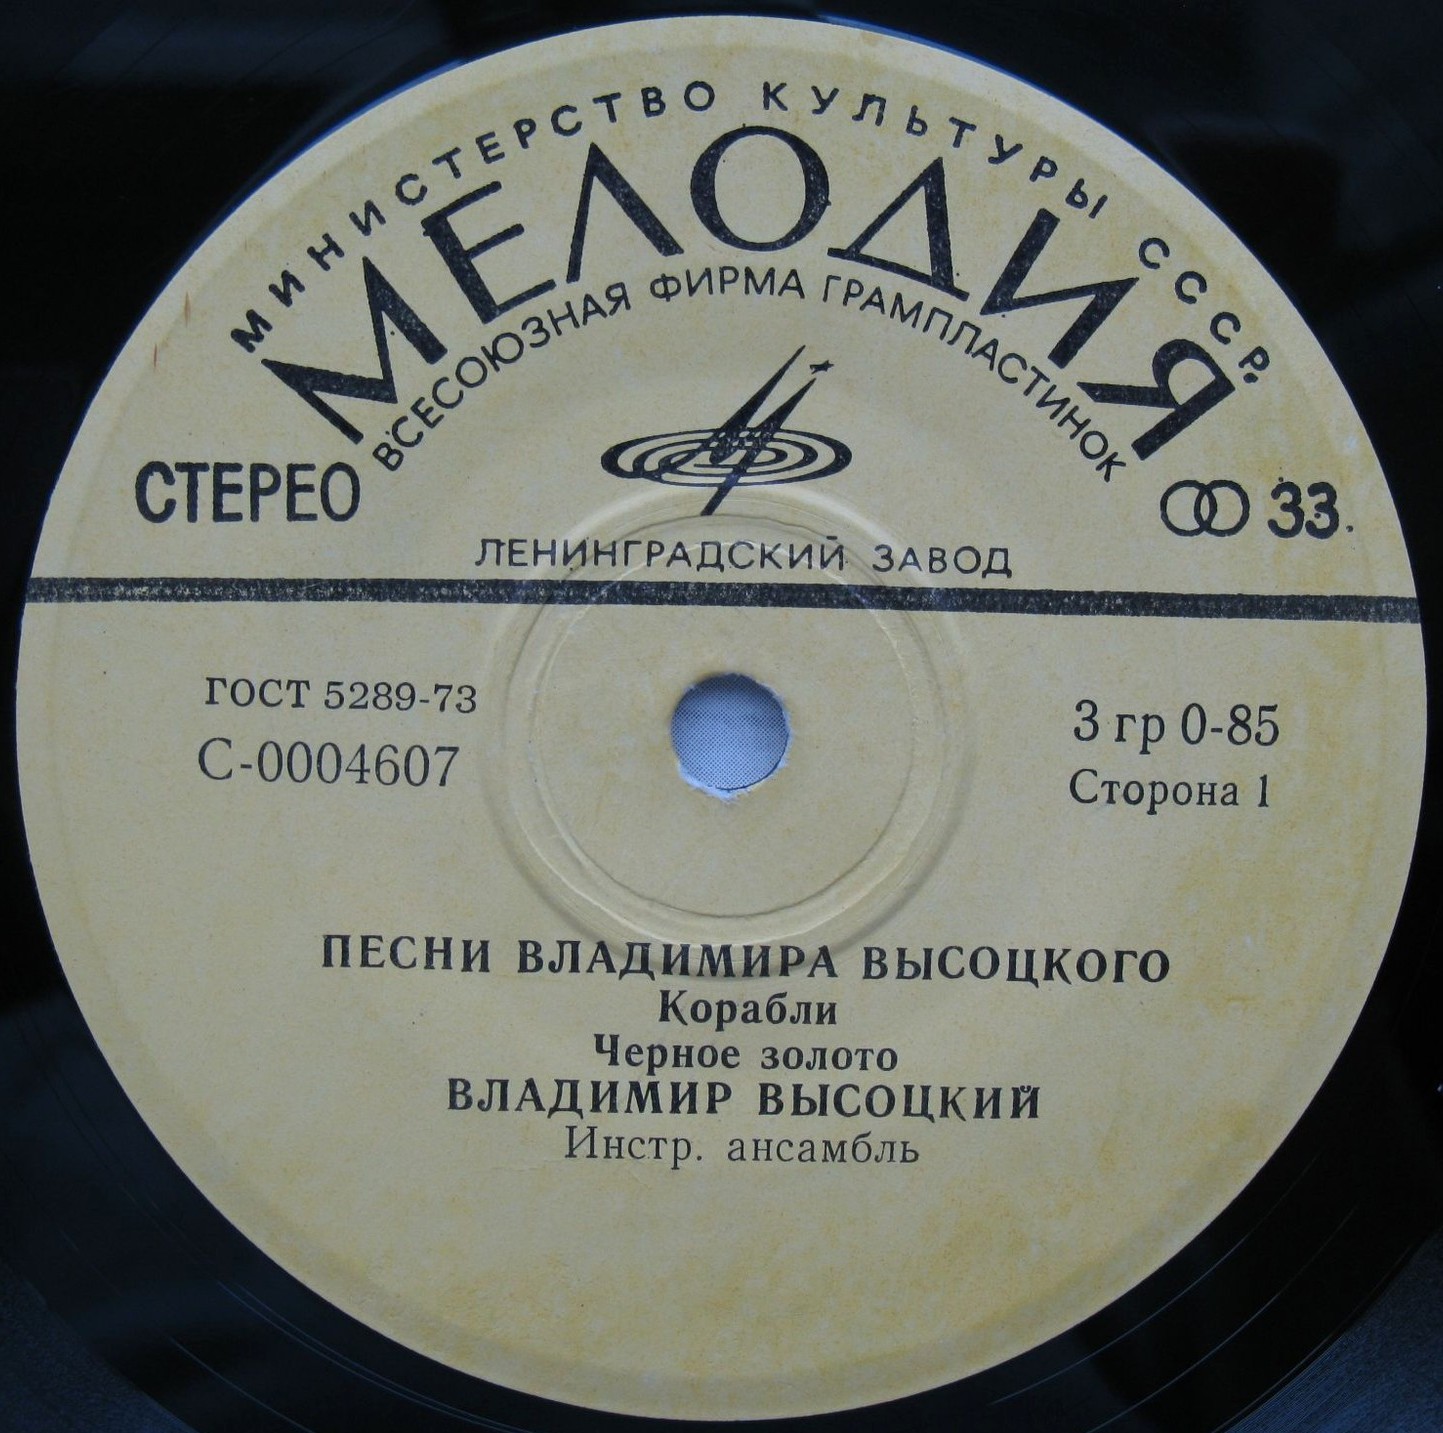 МИНИСТЕРСТВО КУЛЬТУРЫ СССР.
МЕЛОДИЯ
ВСЕСОЮЗНАЯ ФИРМА ГРАМПЛАСТИНОК
СТЕРЕО
33.
ЛЕНИНГРАДСКИЙ ЗАВОД
ГОСТ 5289-73
С-0004607
3 гр 0-85
Сторона 1
ПЕСНИ ВЛАДИМИРА ВЫСОЦКОГО
Корабли
Черное золото
ВЛАДИМИР ВЫСОЦКИЙ
Инстр. ансамбль